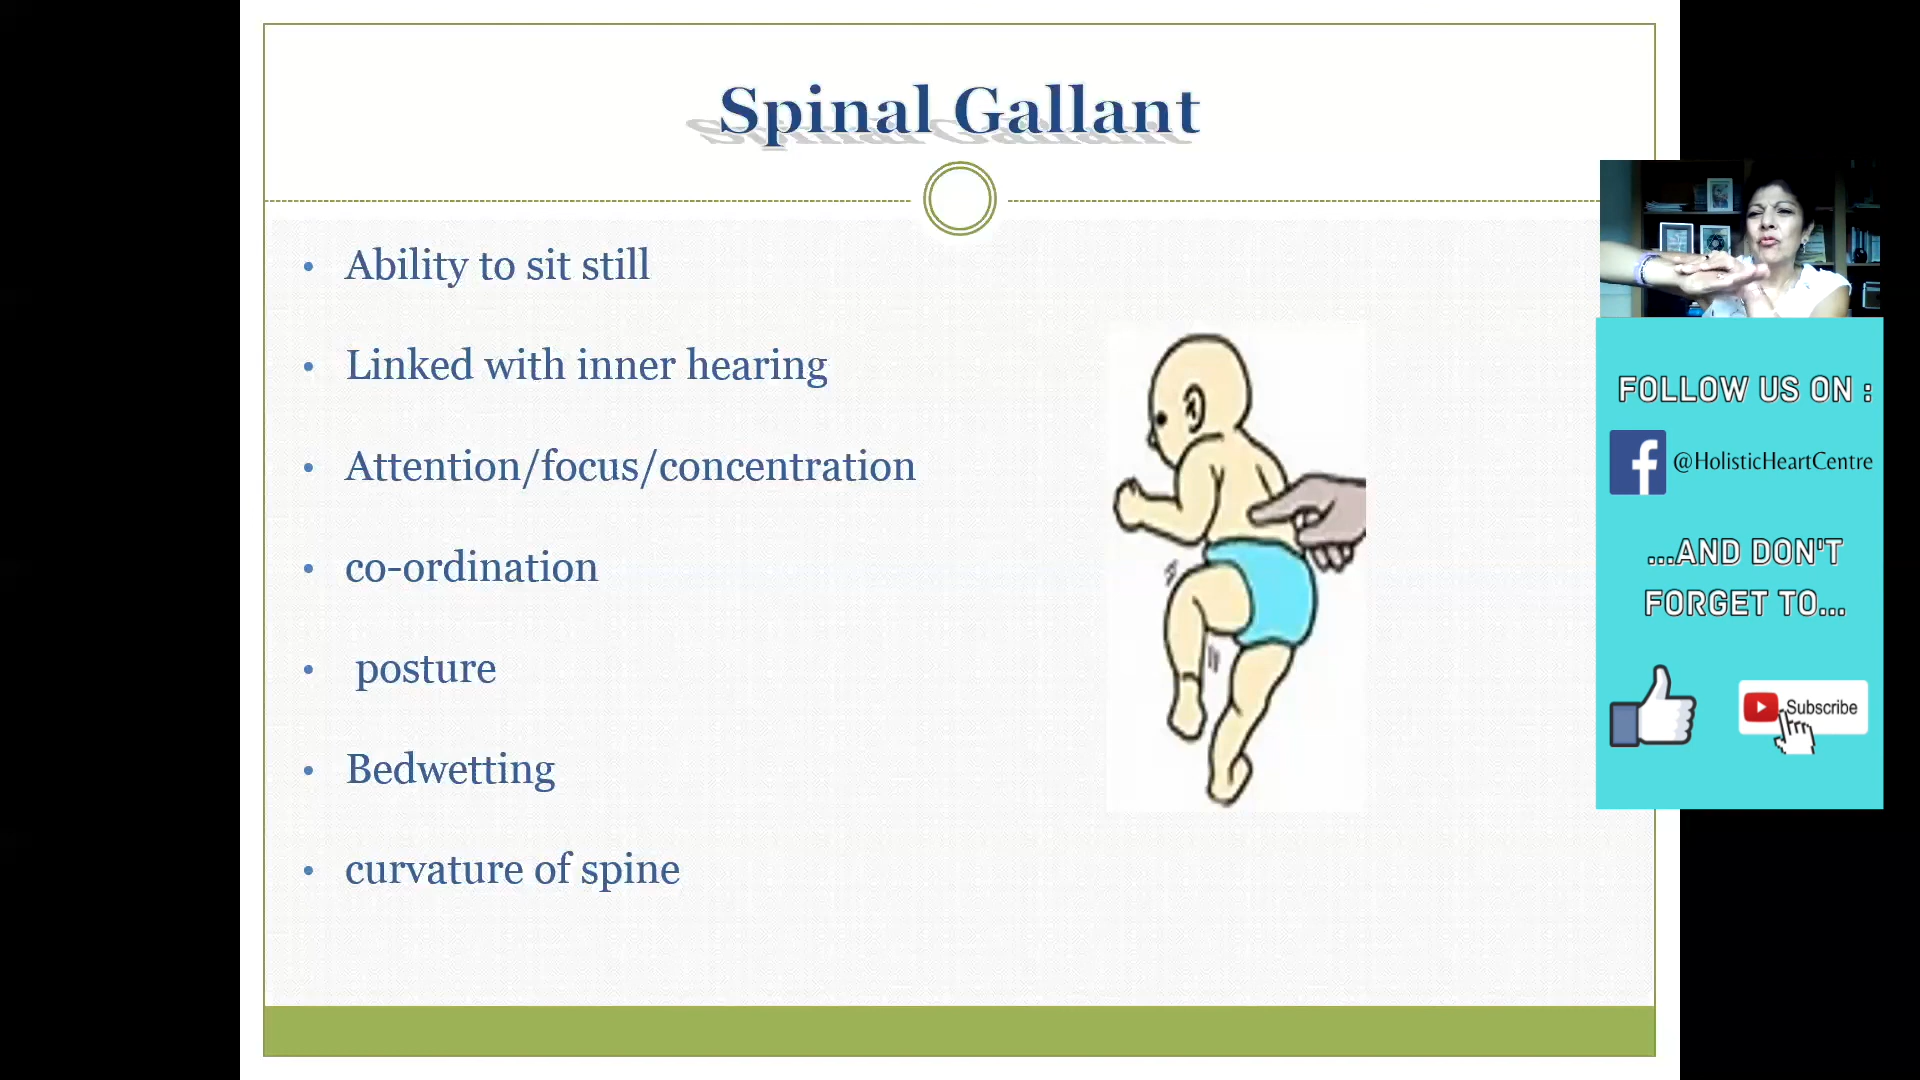 Spinal Gallant
• Ability to sit still
• Linked with inner hearing
• Attention/focus/concentration
• co-ordination
• posture
• Bedwetting
• curvature of spine
FOLLOW US ON :
@HolisticHeartCentre
...AND DON'T
FORGET TO...
Subscribe